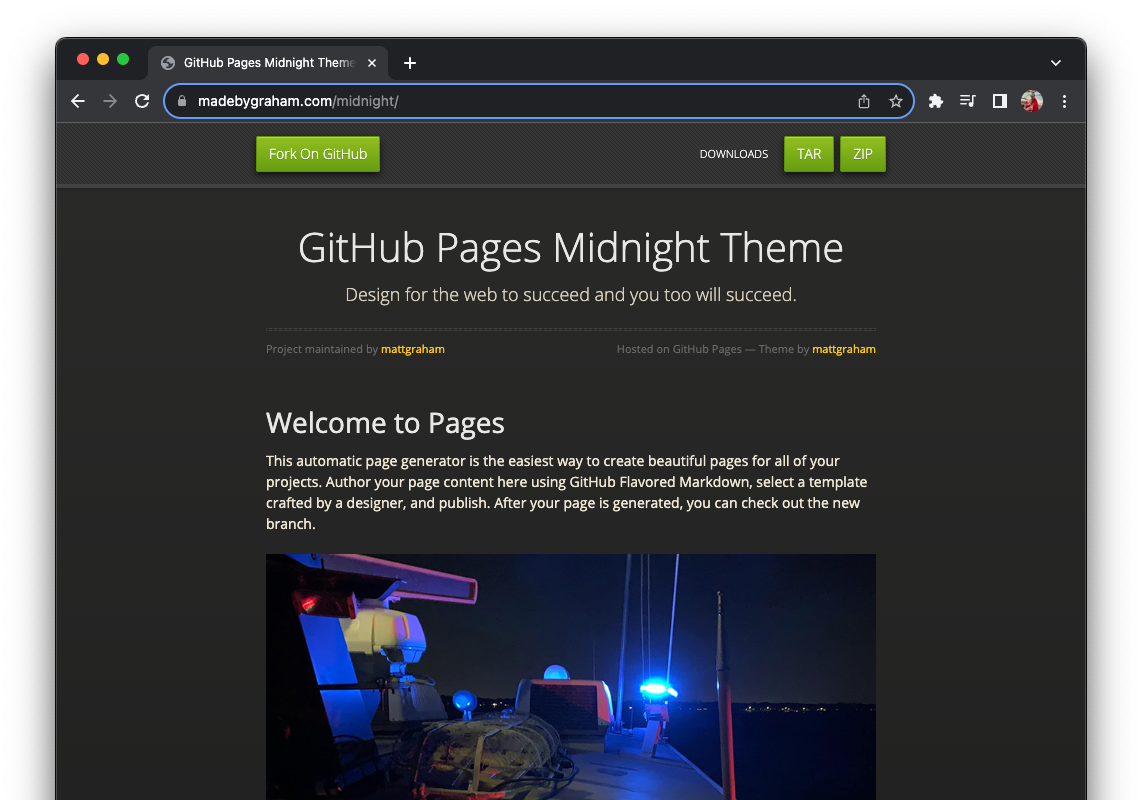 GitHub Pages Midnight Theme
madebygraham.com/midnight/
Fork On GitHub
DOWNLOADS
TAR
ZIP
GitHub Pages Midnight Theme
Design for the web to succeed and you too will succeed.
Project maintained by mattgraham
Hosted on GitHub Pages — Theme by mattgraham
Welcome to Pages
This automatic page generator is the easiest way to create beautiful pages for all of your
projects. Author your page content here using GitHub Flavored Markdown, select a template
crafted by a designer, and publish. After your page is generated, you can check out the new
branch.